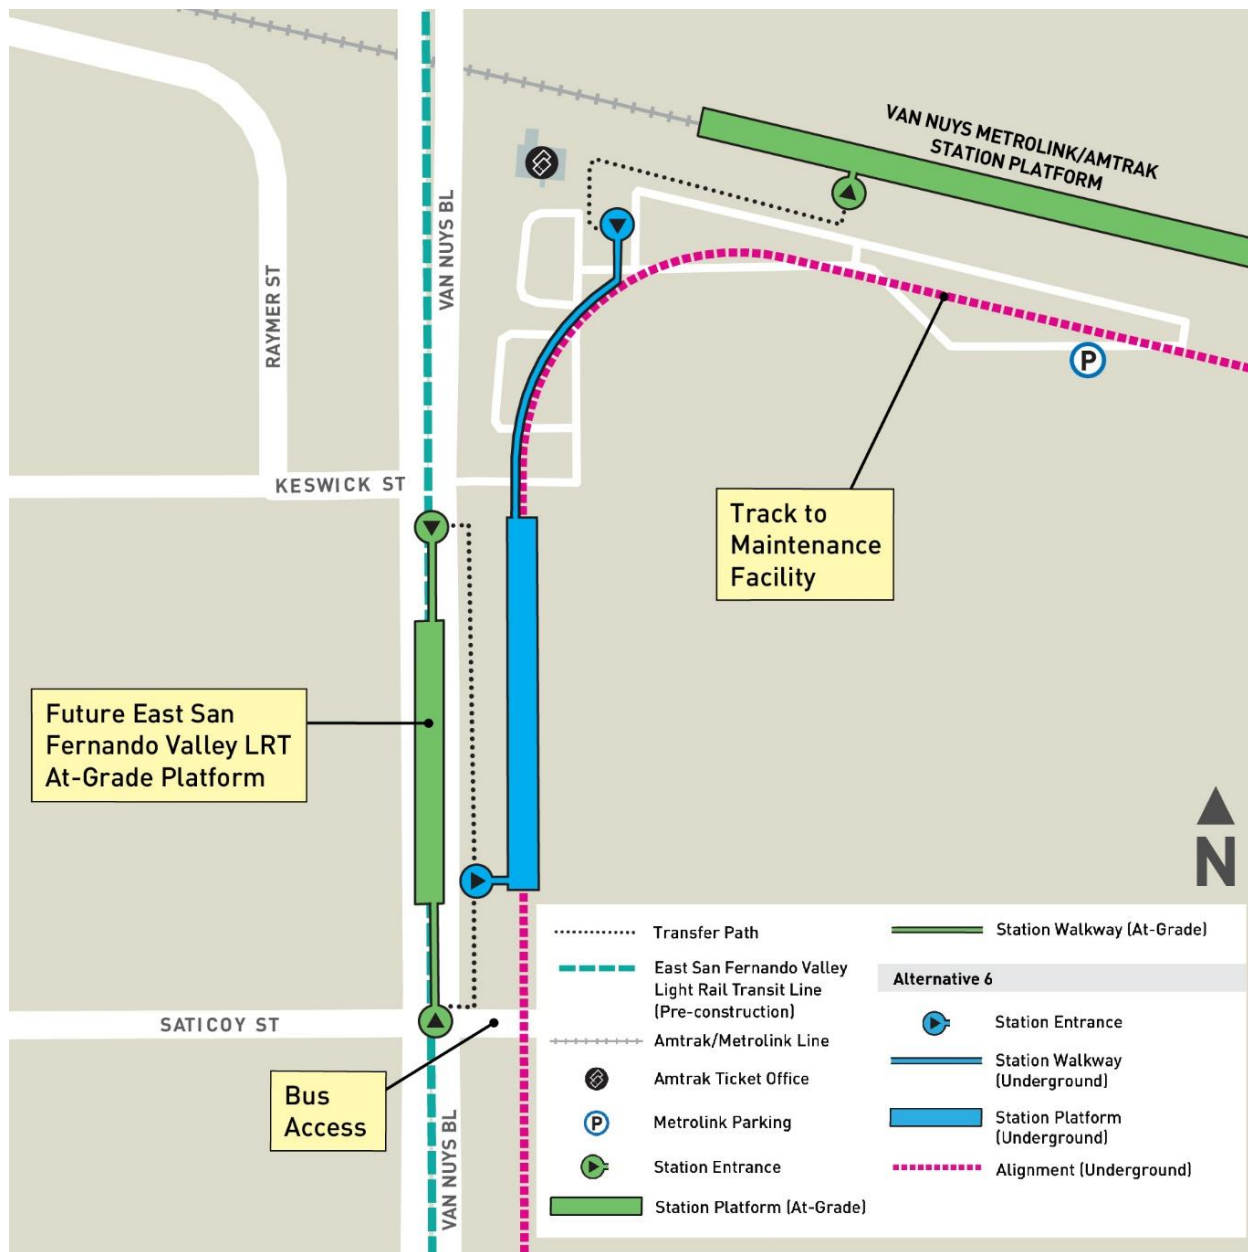 VAN NUYS METROLINK/AMTRAK
STATION PLATFORM
VAN NUYS BL
RAYMER ST
KESWICK ST
P
Track to
Maintenance
Facility
Future East San
Fernando Valley LRT
At-Grade Platform
N
SATICOY ST
Bus
Access
VAN NUYS BL
Transfer Path
East San Fernando Valley
Light Rail Transit Line
(Pre-construction)
Amtrak/Metrolink Line
Amtrak Ticket Office
P
Metrolink Parking
Station Entrance
Station Platform (At-Grade)
Station Walkway (At-Grade)
Alternative 6
Station Entrance
Station Walkway
(Underground)
Station Platform
(Underground)
Alignment (Underground)